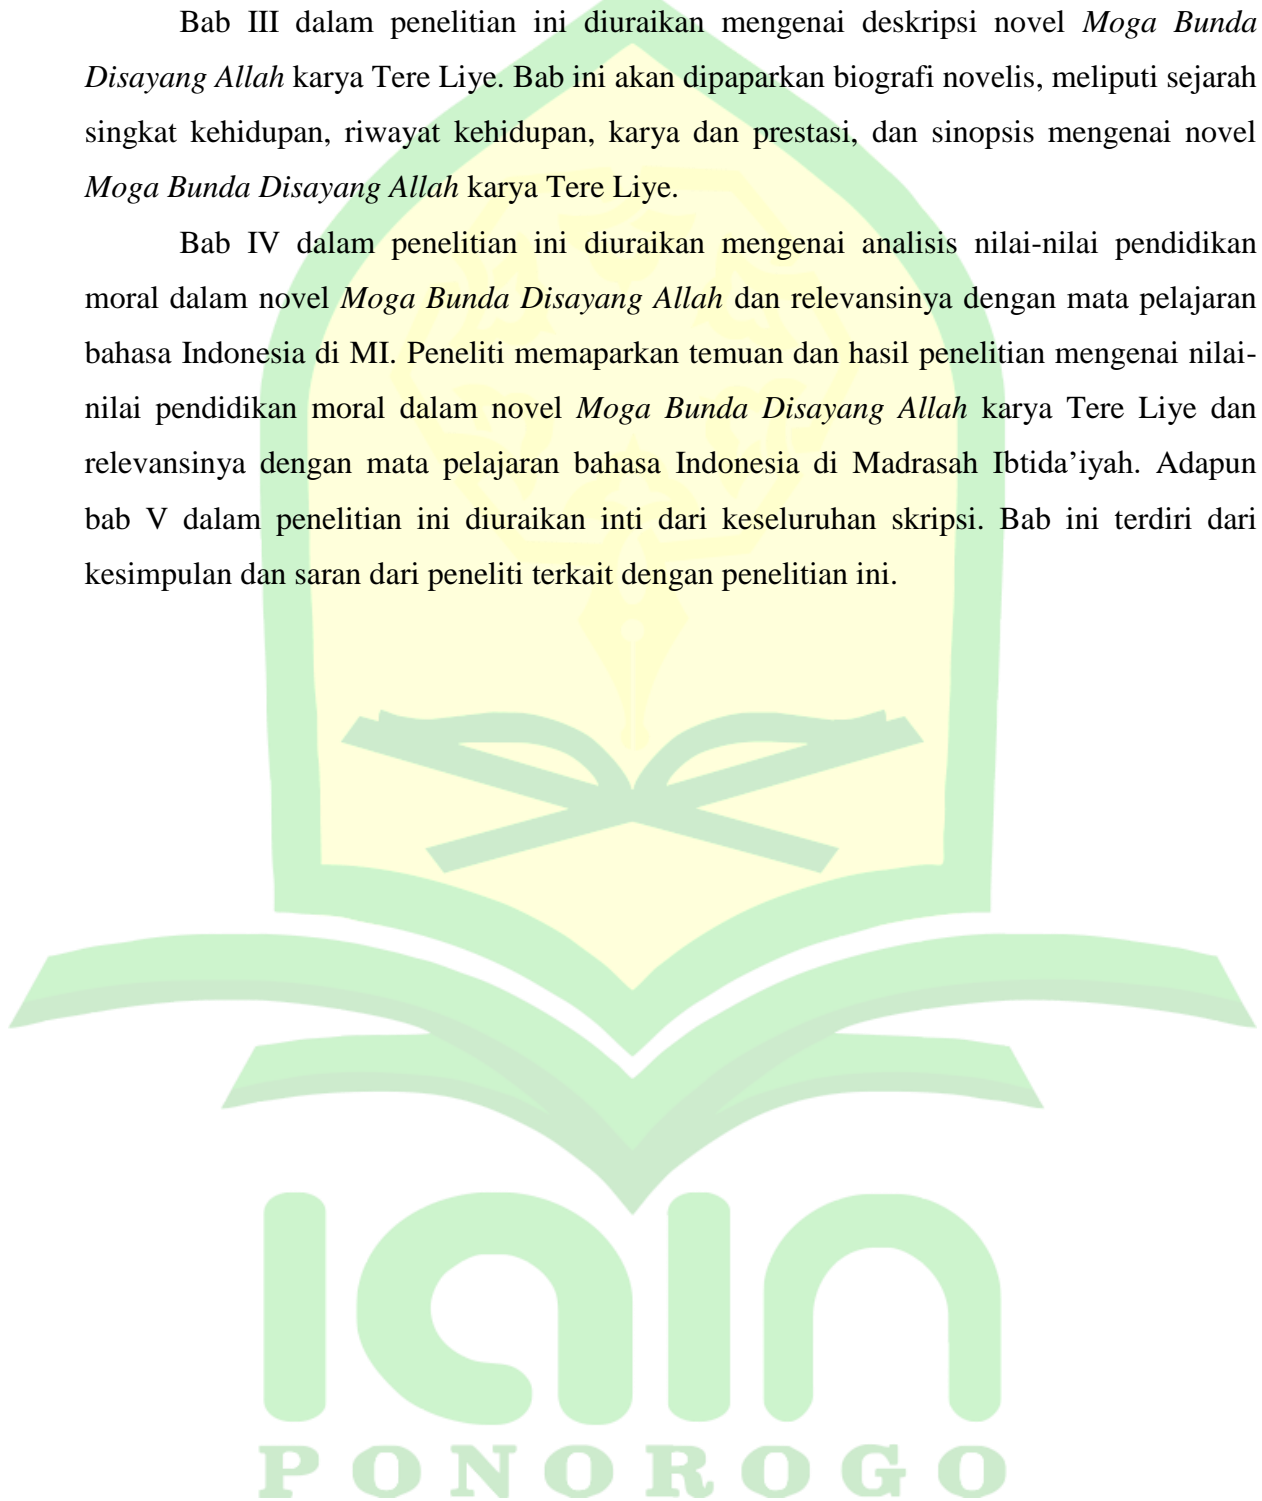 Bab III dalam penelitian ini diuraikan mengenai deskripsi novel Moga Bunda
Disayang Allah karya Tere Liye. Bab ini akan dipaparkan biografi novelis, meliputi sejarah
singkat kehidupan, riwayat kehidupan, karya dan prestasi, dan sinopsis mengenai novel
Moga Bunda Disayang Allah karya Tere Liye.
Bab IV dalam penelitian ini diuraikan mengenai analisis nilai-nilai pendidikan
moral dalam novel Moga Bunda Disayang Allah dan relevansinya dengan mata pelajaran
bahasa Indonesia di MI. Peneliti memaparkan temuan dan hasil penelitian mengenai nilai-
nilai pendidikan moral dalam novel Moga Bunda Disayang Allah karya Tere Liye dan
relevansinya dengan mata pelajaran bahasa Indonesia di Madrasah Ibtida’iyah. Adapun
bab V dalam penelitian ini diuraikan inti dari keseluruhan skripsi. Bab ini terdiri dari
kesimpulan dan saran dari peneliti terkait dengan penelitian ini.
IAIN
PONOROGO